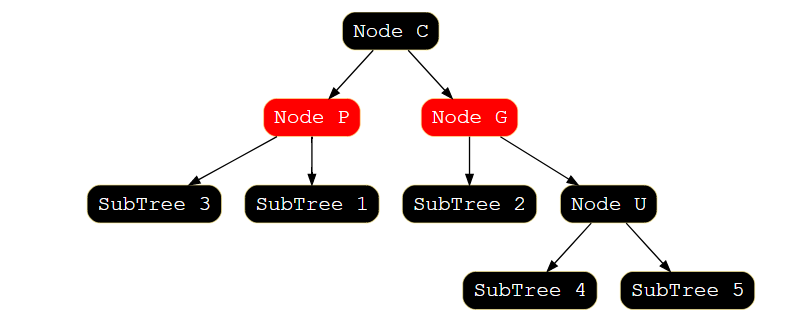 Node C
Node P
Node G
SubTree 3
SubTree 1
SubTree 2
Node U
SubTree 4
SubTree 5